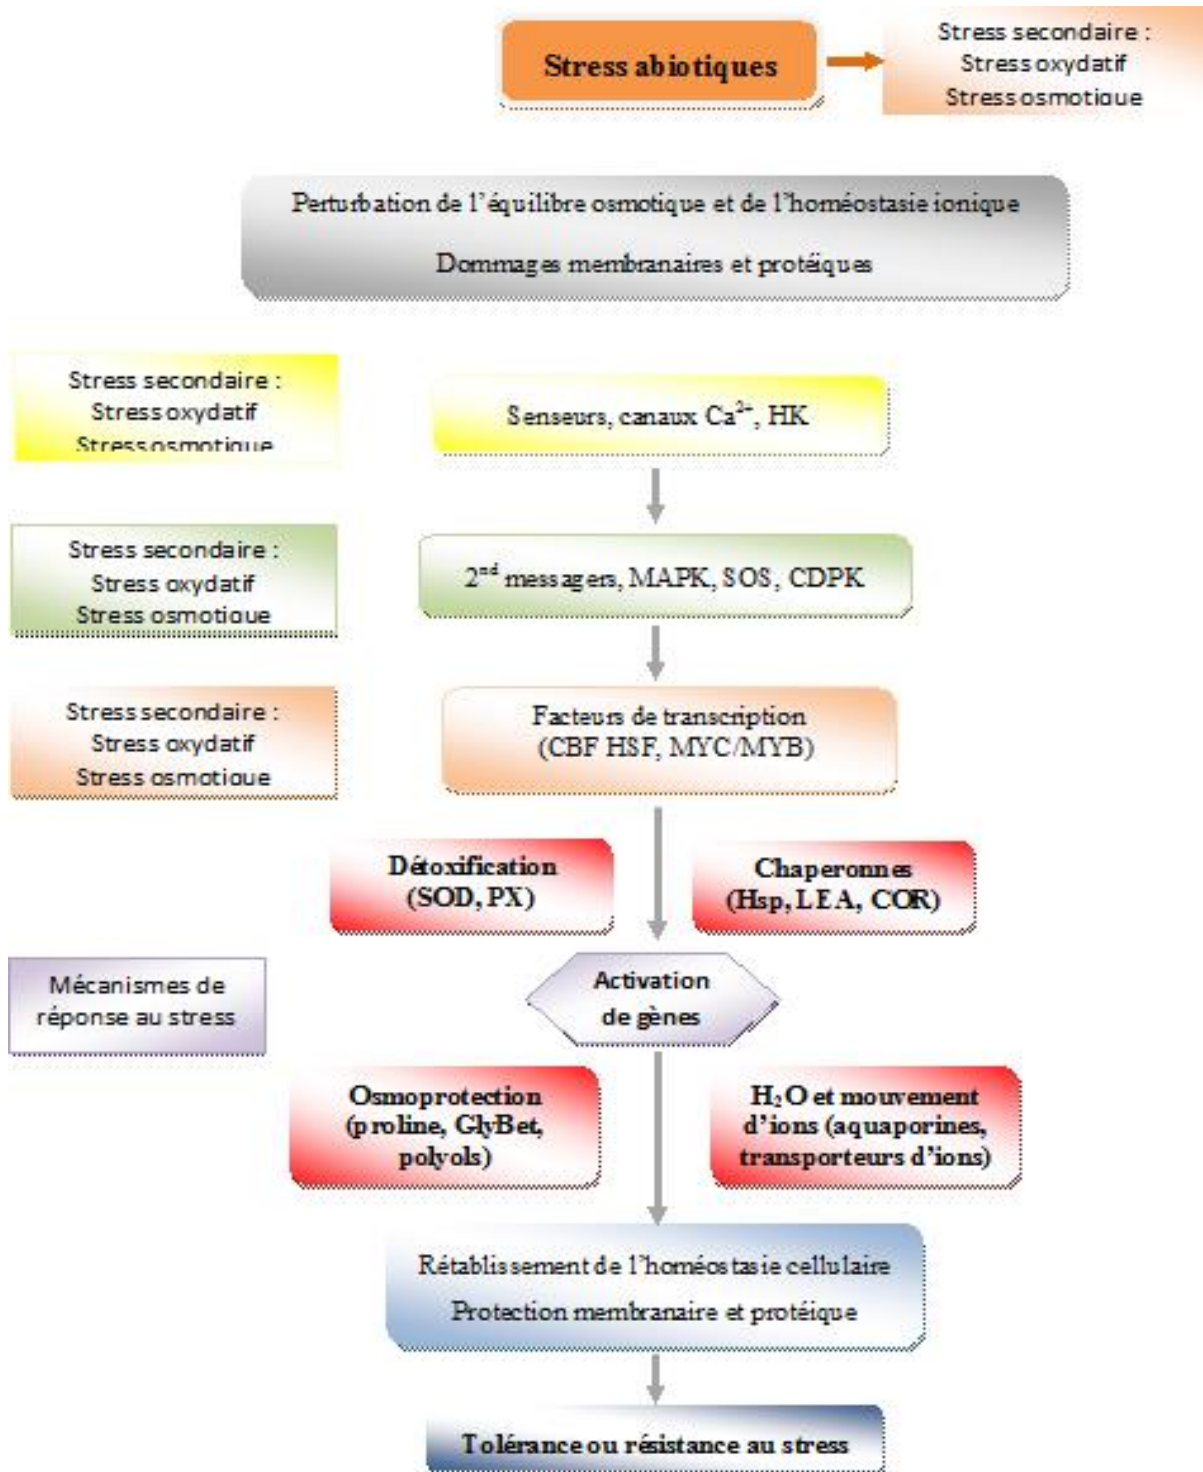 Stress abiotiques
Stress secondaire :
Stress oxydatif
Stress osmotique
Perturbation de l'équilibre osmotique et de l'homéostasie ionique
Dommages membranaires et protéiques
Stress secondaire :
Stress oxydatif
Stress osmotique
Senseurs, canaux Ca²⁺, HK
Stress secondaire :
Stress oxydatif
Stress osmotique
2ⁿᵈ messagers, MAPK, SOS, CDPK
Stress secondaire :
Stress oxydatif
Stress osmotique
Facteurs de transcription
(CBF HSF, MYC/MYB)
Détoxification
(SOD, PX)
Chaperonnes
(Hsp, LEA, COR)
Mécanismes de
réponse au stress
Activation
de gènes
Osmoprotection
(proline, GlyBet,
polyols)
H₂O et mouvement
d'ions (aquaporines,
transporteurs d'ions)
Rétablissement de l'homéostasie cellulaire
Protection membranaire et protéique
Tolérance ou résistance au stress